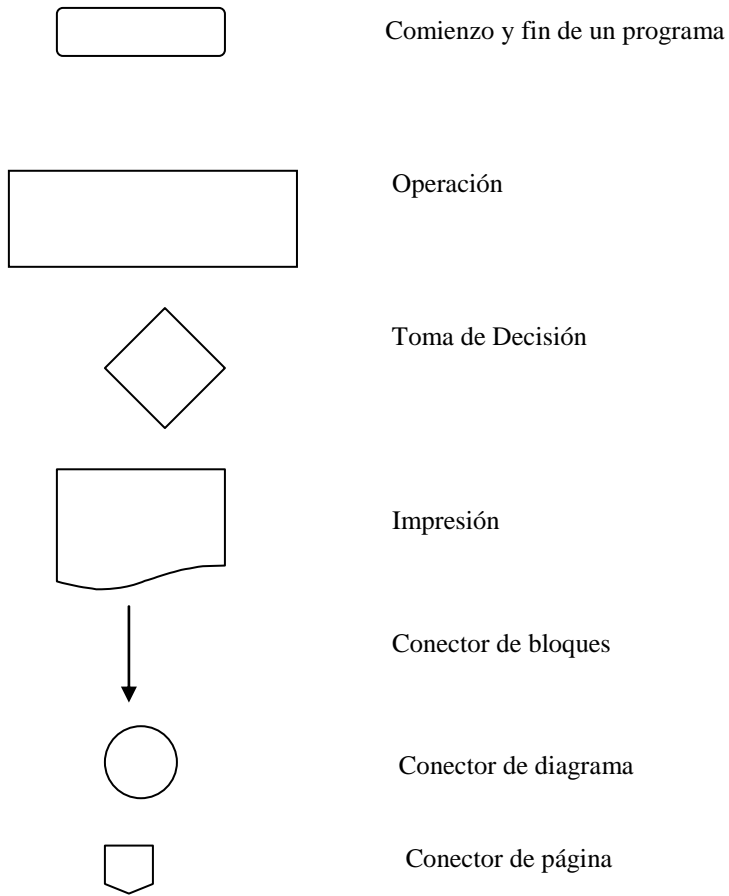 Comienzo y fin de un programa
Operación
Toma de Decisión
Impresión
Conector de bloques
Conector de diagrama
Conector de página